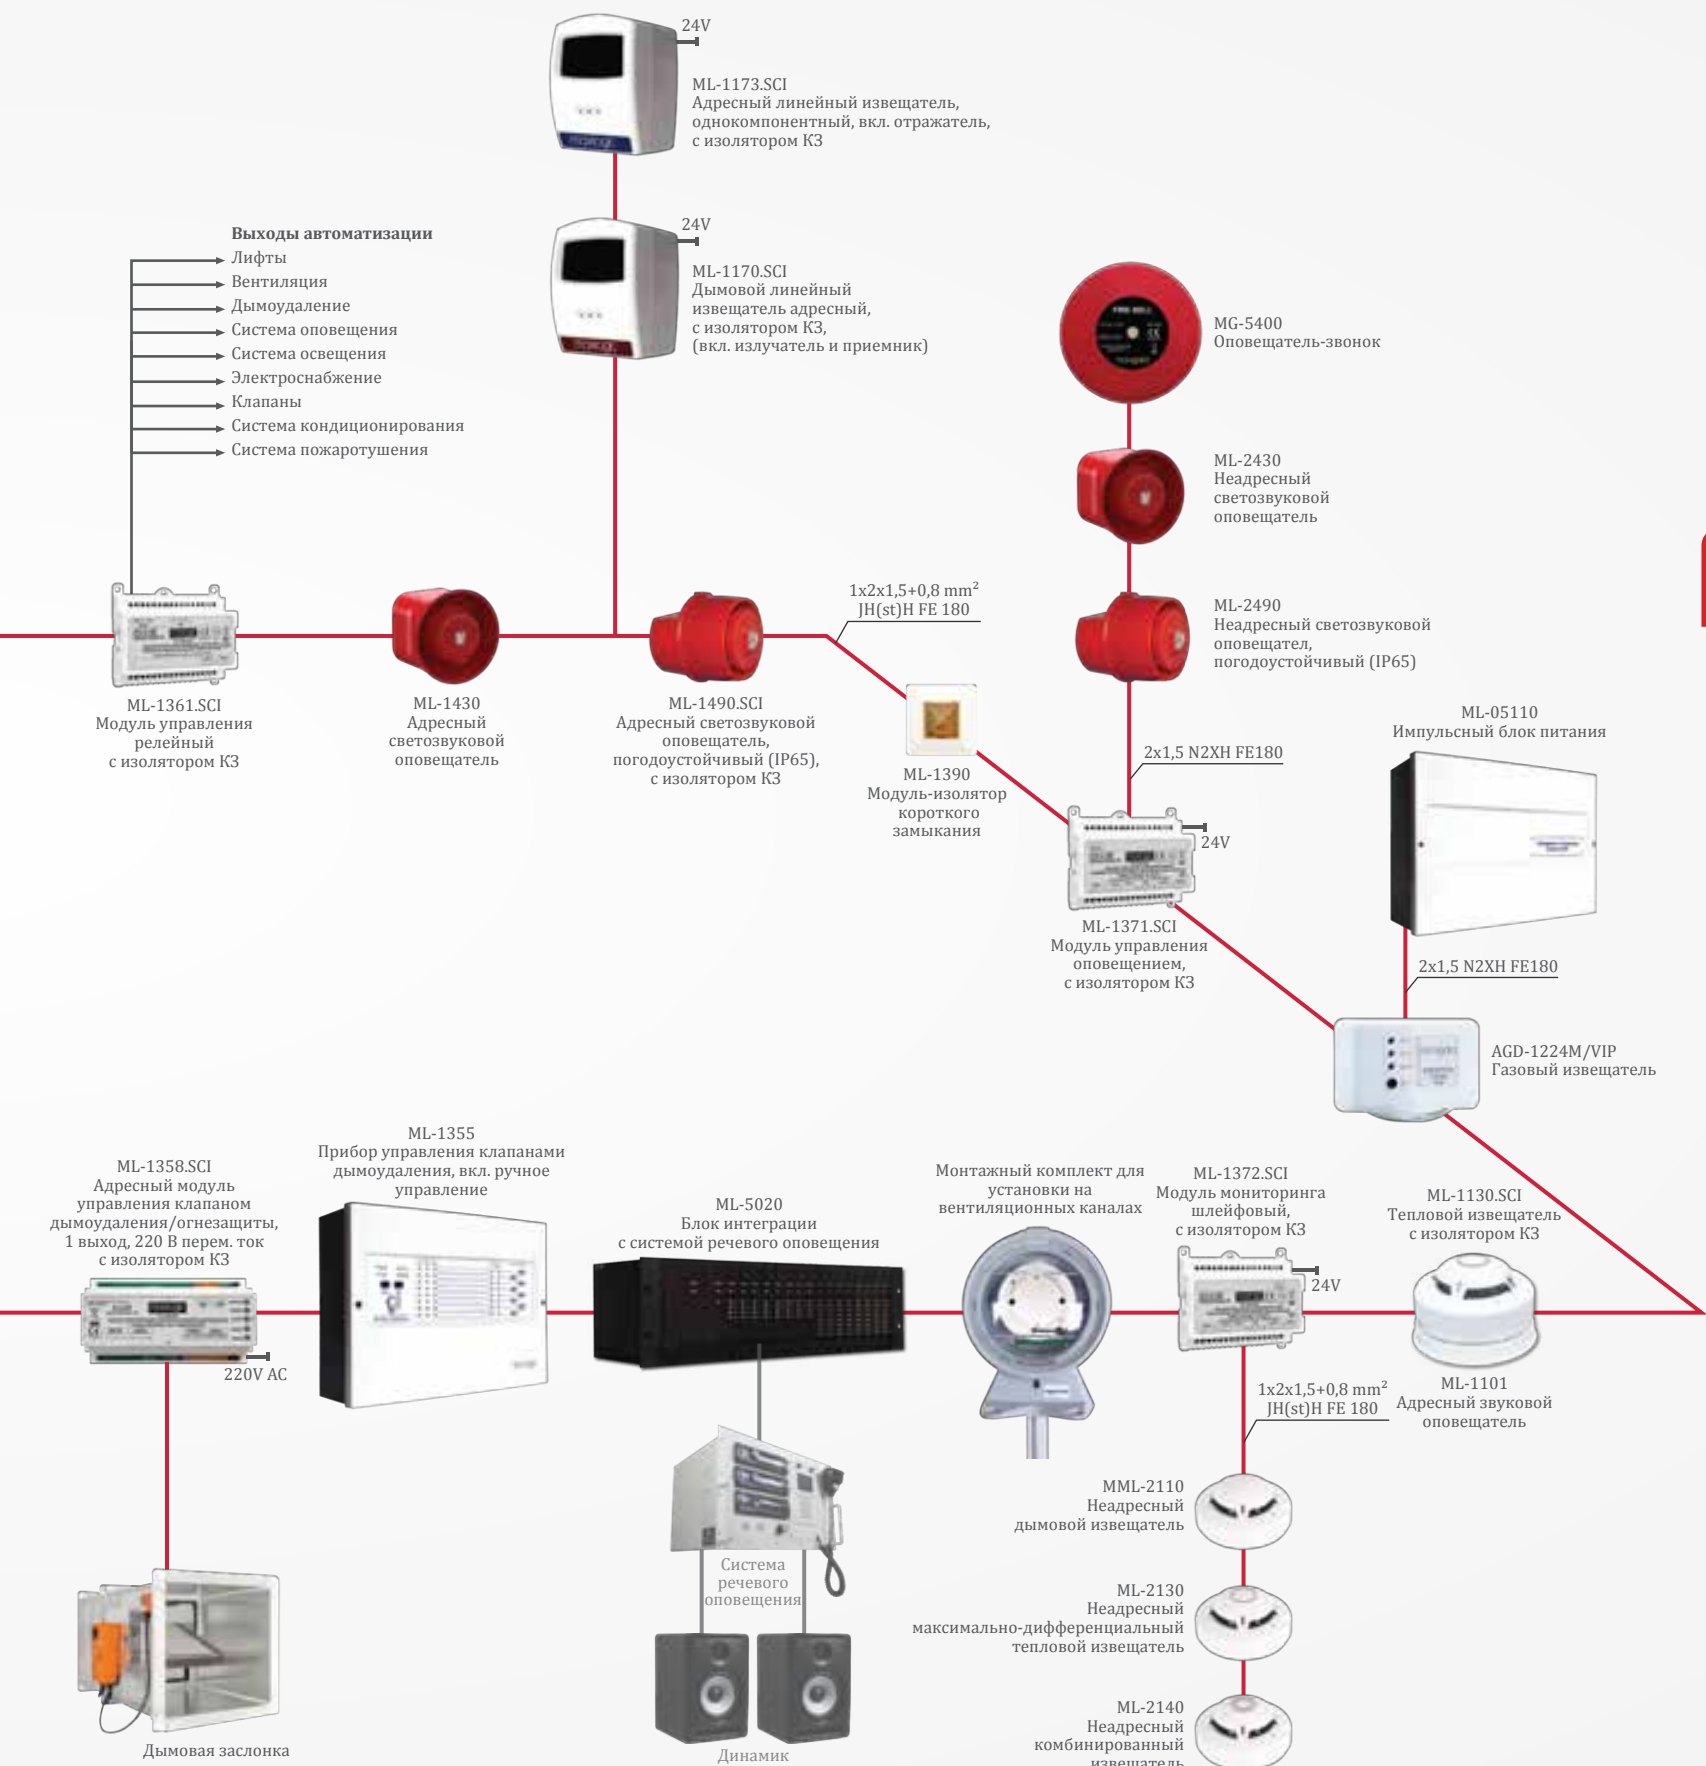 24V
ML-1173.SCI
Адресный линейный извещатель,
однокомпонентный, вкл. отражатель,
с изолятором КЗ
24V
ML-1170.SCI
Дымовой линейный
извещатель адресный,
с изолятором КЗ,
(вкл. излучатель и приемник)
Выходы автоматизации
Лифты
Вентиляция
Дымоудаление
Система оповещения
Система освещения
Электроснабжение
Клапаны
Система кондиционирования
Система пожаротушения
FIRE BELL
MG-5400
Оповещатель-звонок
ML-2430
Неадресный
светозвуковой
оповещатель
ML-2490
Неадресный светозвуковой
оповещател,
погодоустойчивый (IP65)
1x2x1,5+0,8 mm²
JH(st)H FE 180
ML-1361.SCI
Модуль управления
релейный
с изолятором КЗ
ML-1430
Адресный
светозвуковой
оповещатель
ML-1490.SCI
Адресный светозвуковой
оповещатель,
погодоустойчивый (IP65),
с изолятором КЗ
ML-1390
Модуль-изолятор
короткого
замыкания
2x1,5 N2XH FE180
24V
ML-1371.SCI
Модуль управления
оповещением,
с изолятором КЗ
ML-05110
Импульсный блок питания
2x1,5 N2XH FE180
AGD-1224M/VIP
Газовый извещатель
ML-1358.SCI
Адресный модуль
управления клапаном
дымоудаления/огнезащиты,
1 выход, 220 В перем. ток
с изолятором КЗ
220V AC
ML-1355
Прибор управления клапанами
дымоудаления, вкл. ручное
управление
ML-5020
Блок интеграции
с системой речевого оповещения
Монтажный комплект для
установки на
вентиляционных каналах
ML-1372.SCI
Модуль мониторинга
шлейфовый,
с изолятором КЗ
24V
ML-1130.SCI
Тепловой извещатель
с изолятором КЗ
ML-1101
Адресный звуковой
оповещатель
1x2x1,5+0,8 mm²
JH(st)H FE 180
MML-2110
Неадресный
дымовой извещатель
ML-2130
Неадресный
максимально-дифференциальный
тепловой извещатель
ML-2140
Неадресный
комбинированный
извещатель
Система
речевого
оповещения
Динамик
Дымовая заслонка